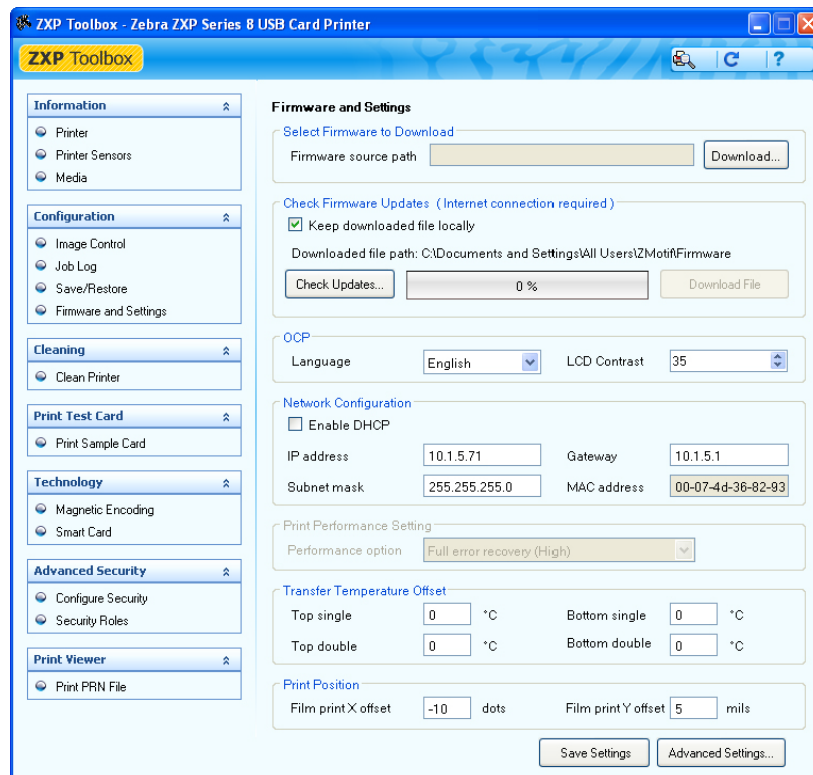 ZXP Toolbox - Zebra ZXP Series 8 USB Card Printer
ZXP Toolbox
?
Information
Printer
Printer Sensors
Media
Configuration
Image Control
Job Log
Save/Restore
Firmware and Settings
Cleaning
Clean Printer
Print Test Card
Print Sample Card
Technology
Magnetic Encoding
Smart Card
Advanced Security
Configure Security
Security Roles
Print Viewer
Print PRN File
Firmware and Settings
Select Firmware to Download
Firmware source path Download...
Check Firmware Updates ( Internet connection required )
Keep downloaded file locally
Downloaded file path: C:\Documents and Settings\All Users\ZMotif\Firmware
Check Updates... 0 % Download File
OCP
Language English LCD Contrast 35
Network Configuration
Enable DHCP
IP address 10.1.5.71 Gateway 10.1.5.1
Subnet mask 255.255.255.0 MAC address 00-07-4d-36-82-93
Print Performance Setting
Performance option Full error recovery (High)
Transfer Temperature Offset
Top single 0 °C Bottom single 0 °C
Top double 0 °C Bottom double 0 °C
Print Position
Film print X offset -10 dots Film print Y offset 5 mils
Save Settings Advanced Settings...